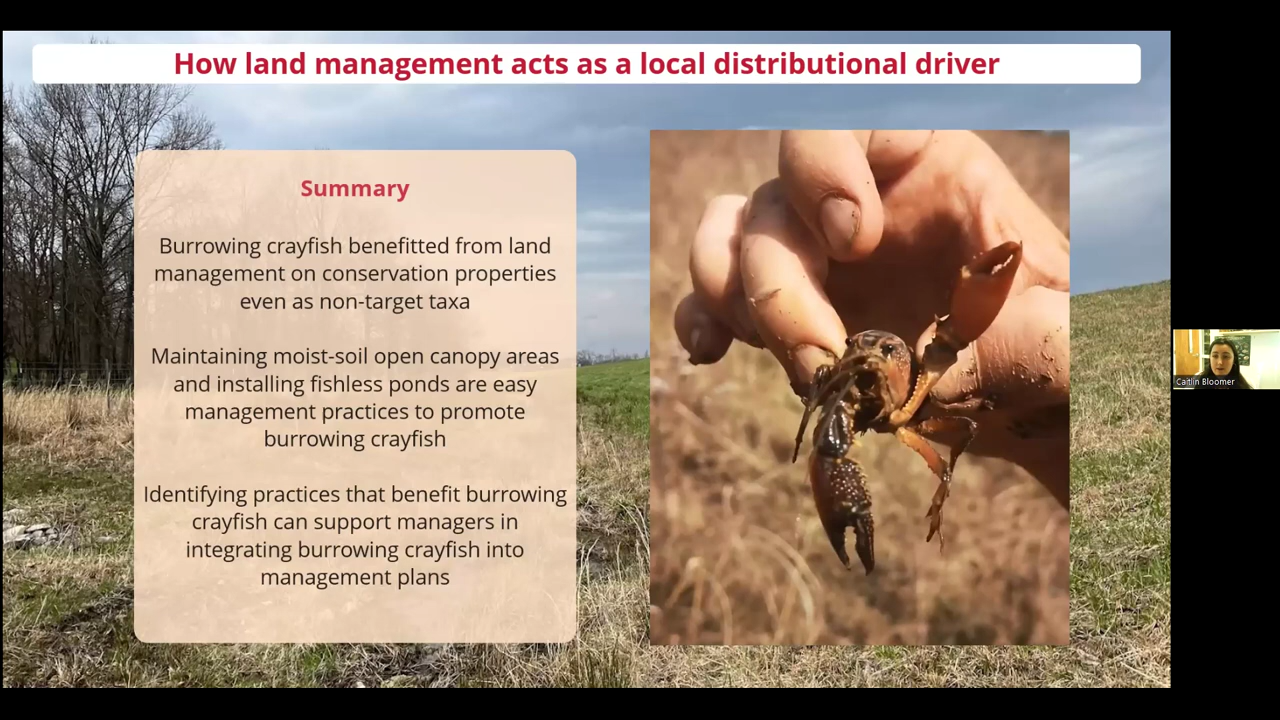 How land management acts as a local distributional driver
Summary
Burrowing crayfish benefitted from land
management on conservation properties
even as non-target taxa
Maintaining moist-soil open canopy areas
and installing fishless ponds are easy
management practices to promote
burrowing crayfish
Identifying practices that benefit burrowing
crayfish can support managers in
integrating burrowing crayfish into
management plans
Caitlin Bloomer